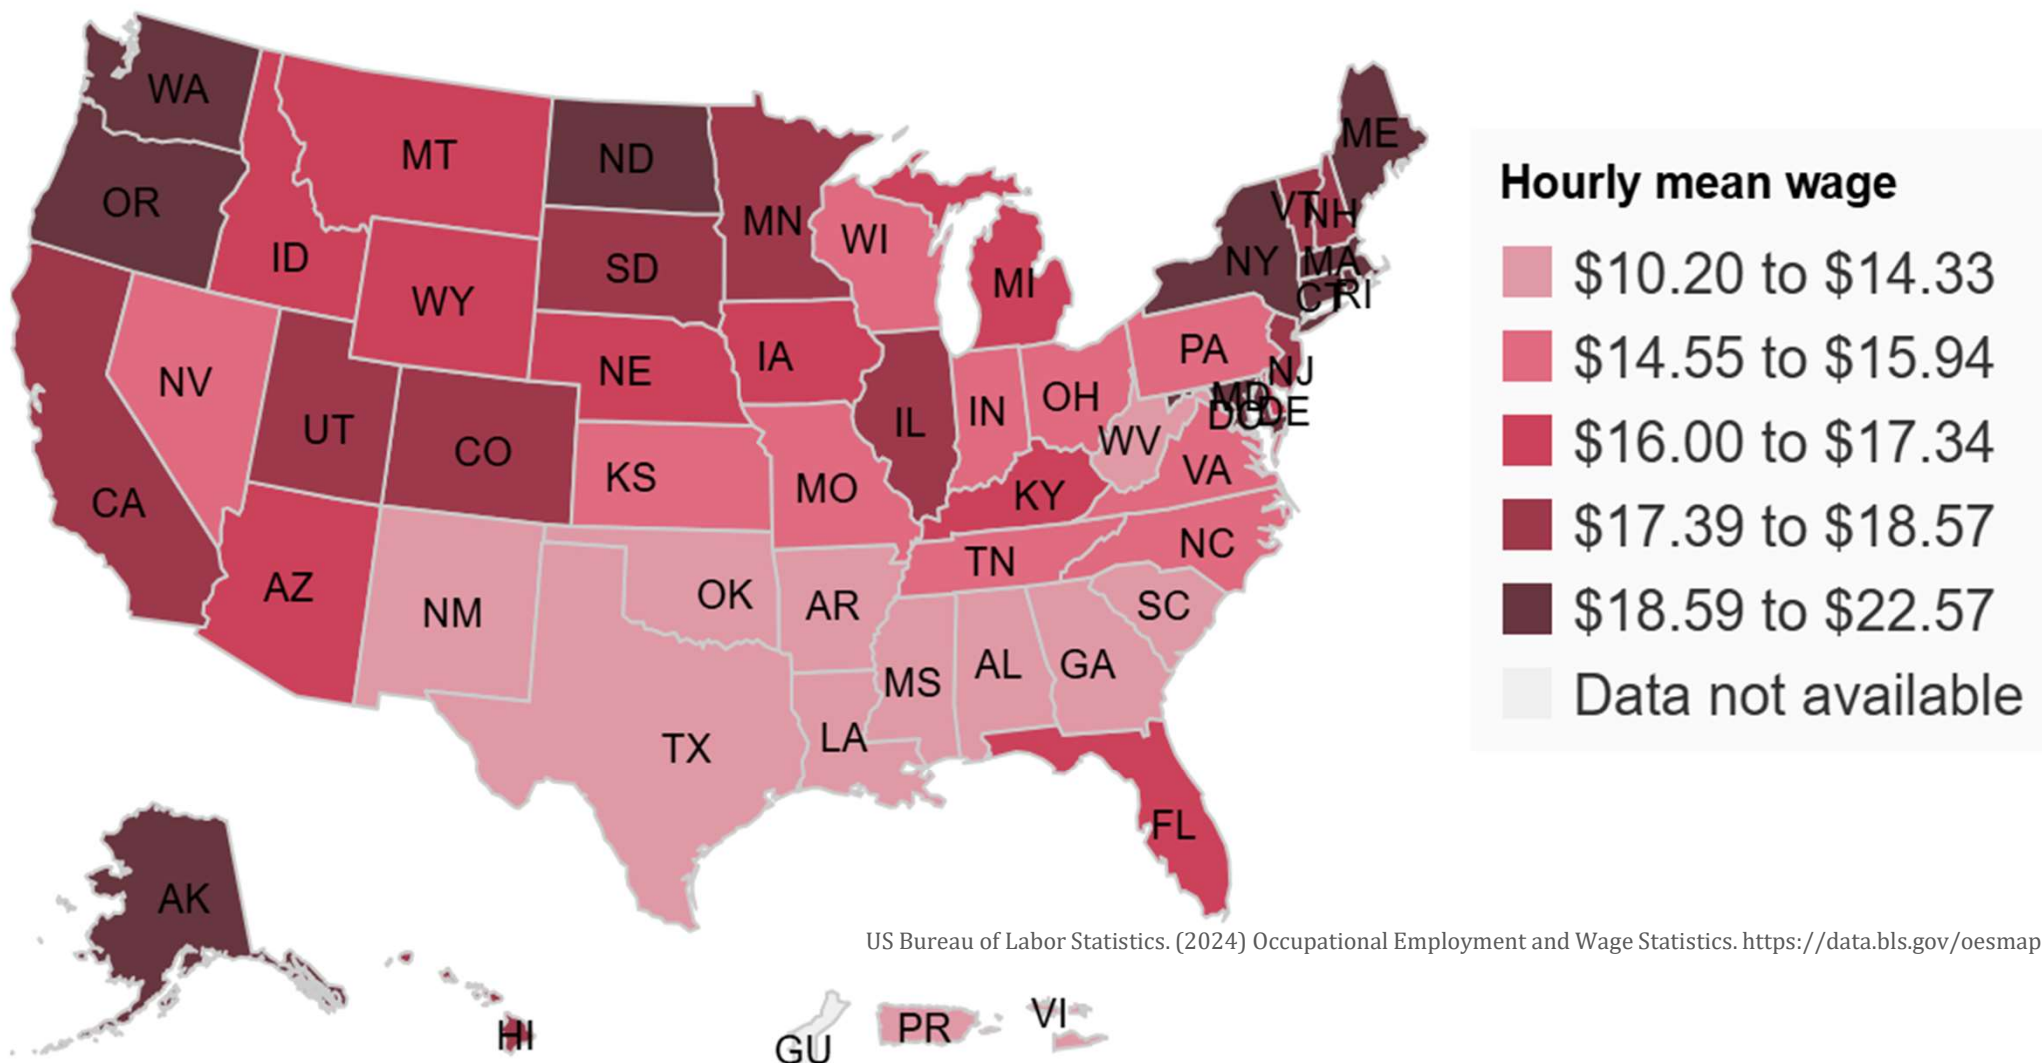 WA
MT
ND
ME
OR
MN
VT
NH
ID
SD
WI
NY
MA
WY
MI
CT
RI
NV
NE
IA
PA
NJ
UT
CO
IL
IN
OH
MD
DC
DE
WV
CA
KS
MO
KY
VA
AZ
NM
OK
AR
TN
NC
SC
MS
AL
GA
TX
LA
FL
AK
HI
GU
PR
VI
Hourly mean wage
$10.20 to $14.33
$14.55 to $15.94
$16.00 to $17.34
$17.39 to $18.57
$18.59 to $22.57
Data not available
US Bureau of Labor Statistics. (2024) Occupational Employment and Wage Statistics. https://data.bls.gov/oesmap